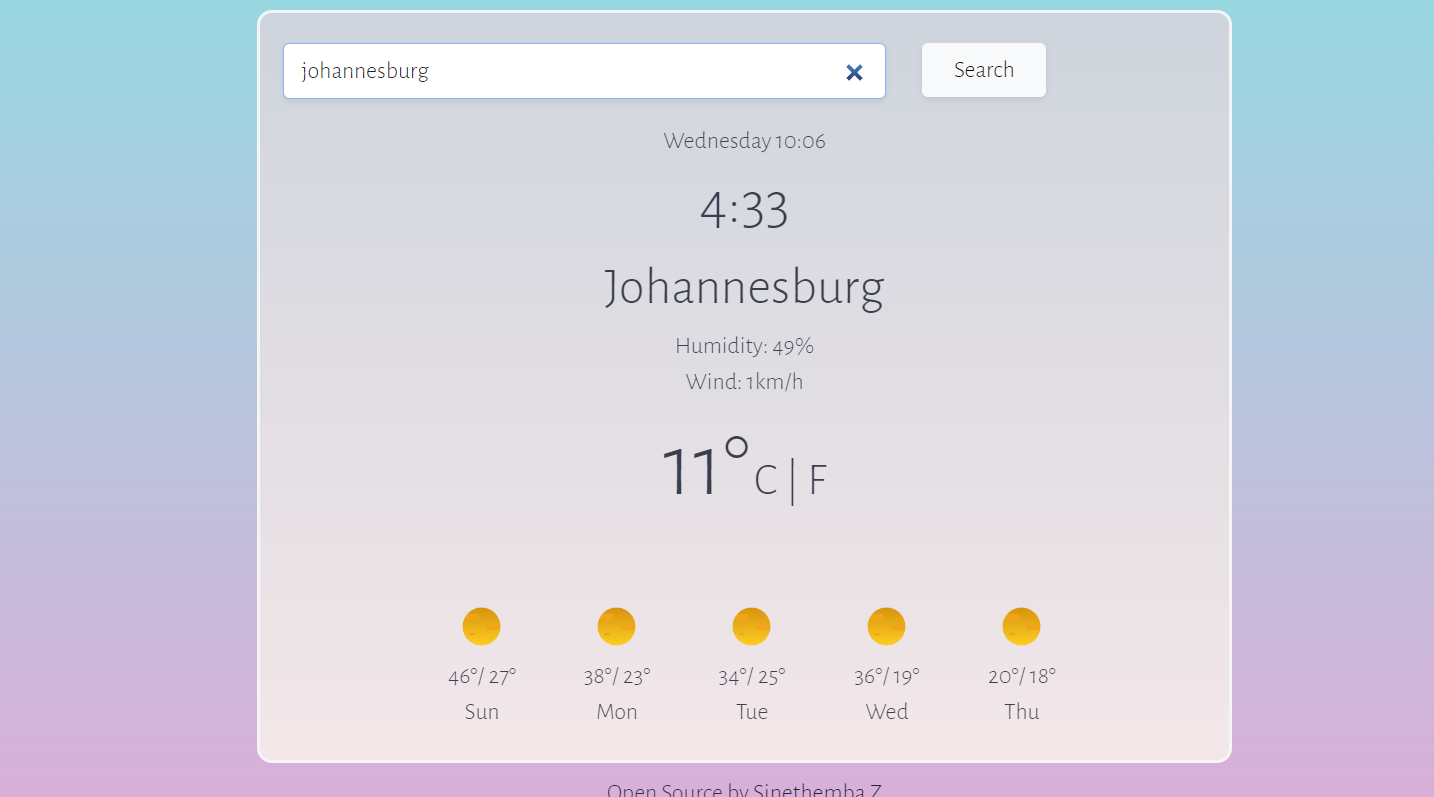 johannesburg
Search
Wednesday 10:06
4:33
Johannesburg
Humidity: 49%
Wind: 1km/h
11°C | F
46°/ 27° 38°/ 23° 34°/ 25° 36°/ 19° 20°/ 18°
Sun Mon Tue Wed Thu
Open Source by Sinethemba Z